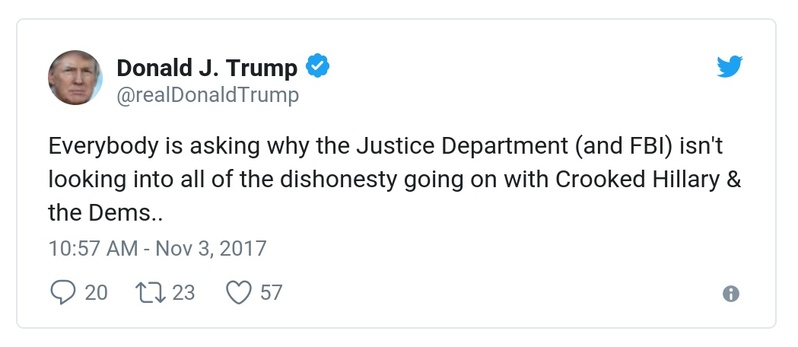 Donald J. Trump
@realDonaldTrump
Everybody is asking why the Justice Department (and FBI) isn't
looking into all of the dishonesty going on with Crooked Hillary &
the Dems..
10:57 AM - Nov 3, 2017
20 23 57